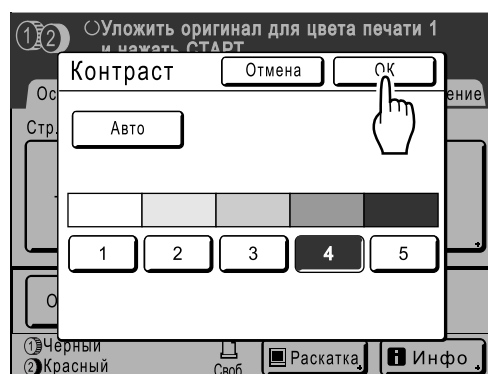 ①② Уложить оригинал для цвета печати 1
и нажать СТАРТ
Контраст Отмена OK
Стр.
Авто
1 2 3 4 5
①Черный
②Красный Своб. Раскатка Инфо